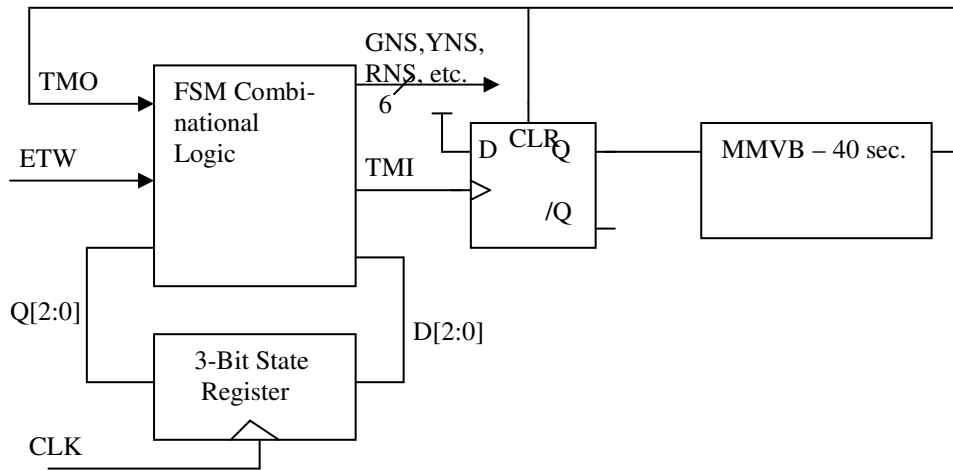 GNS,YNS,
RNS, etc.
6
TMO
FSM Combi-
national
Logic
ETW
TMI
D
CLR
Q
/Q
MMVB – 40 sec.
Q[2:0]
D[2:0]
3-Bit State
Register
CLK